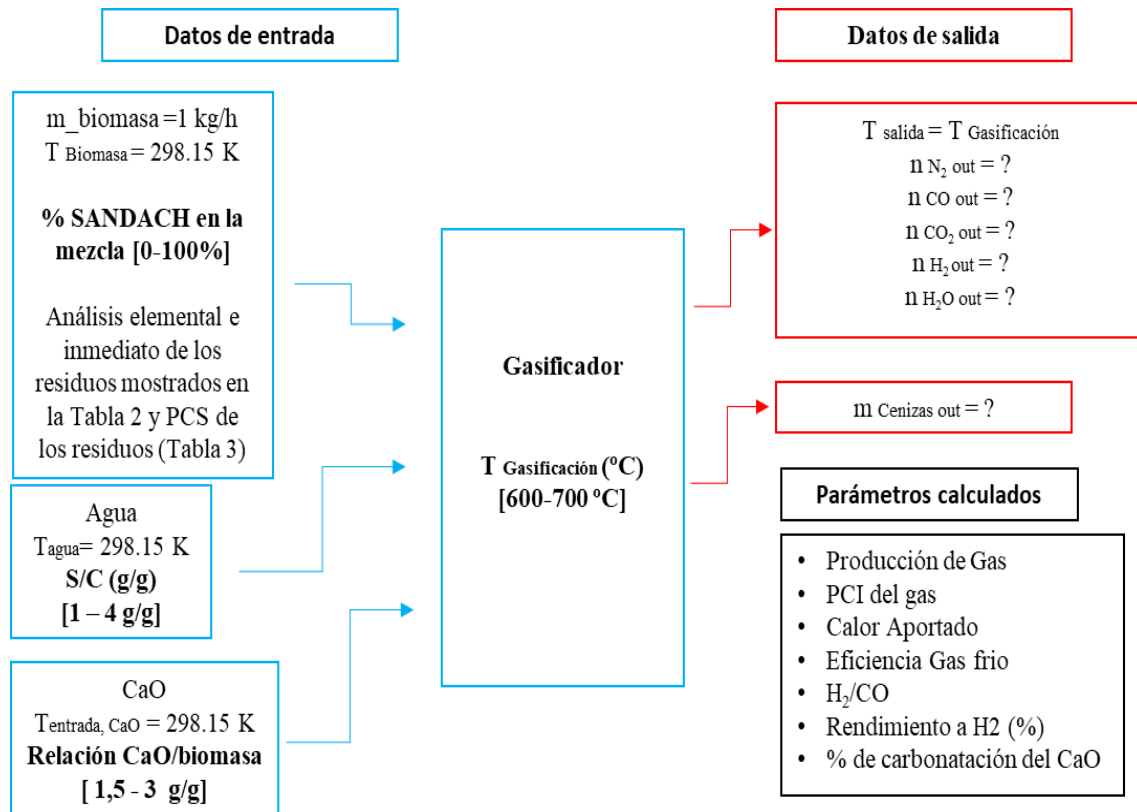 Datos de entrada
m_biomasa =1 kg/h
T Biomasa = 298.15 K
% SANDACH en la
mezcla [0-100%]
Análisis elemental e
inmediato de los
residuos mostrados en
la Tabla 2 y PCS de
los residuos (Tabla 3)
Agua
Tagua= 298.15 K
S/C (g/g)
[1 – 4 g/g]
CaO
Tentrada, CaO = 298.15 K
Relación CaO/biomasa
[ 1,5 - 3 g/g]
Gasificador
T Gasificación (ºC)
[600-700 ºC]
Datos de salida
T salida = T Gasificación
n N2 out = ?
n CO out = ?
n CO2 out = ?
n H2 out = ?
n H2O out = ?
m Cenizas out = ?
Parámetros calculados
• Producción de Gas
• PCI del gas
• Calor Aportado
• Eficiencia Gas frio
• H2/CO
• Rendimiento a H2 (%)
• % de carbonatación del CaO